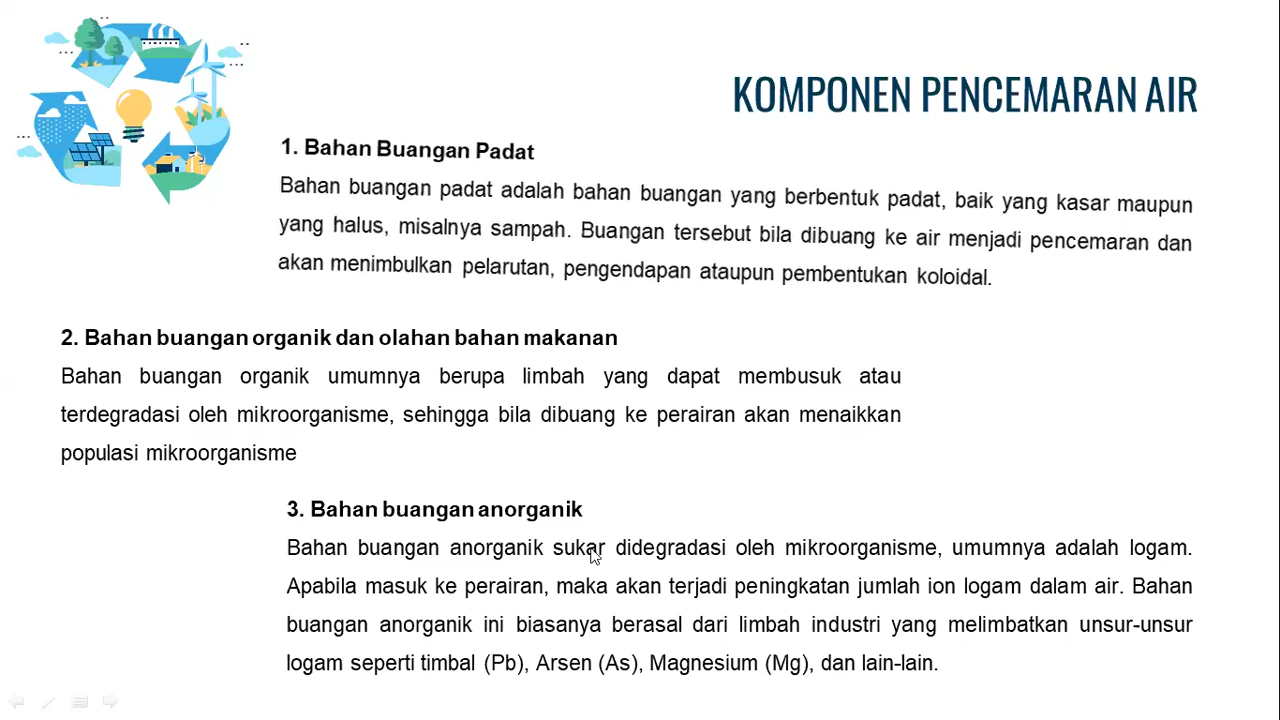 KOMPONEN PENCEMARAN AIR
1. Bahan Buangan Padat
Bahan buangan padat adalah bahan buangan yang berbentuk padat, baik yang kasar maupun
yang halus, misalnya sampah. Buangan tersebut bila dibuang ke air menjadi pencemaran dan
akan menimbulkan pelarutan, pengendapan ataupun pembentukan koloidal.
2. Bahan buangan organik dan olahan bahan makanan
Bahan buangan organik umumnya berupa limbah yang dapat membusuk atau
terdegradasi oleh mikroorganisme, sehingga bila dibuang ke perairan akan menaikkan
populasi mikroorganisme
3. Bahan buangan anorganik
Bahan buangan anorganik sukar didegradasi oleh mikroorganisme, umumnya adalah logam.
Apabila masuk ke perairan, maka akan terjadi peningkatan jumlah ion logam dalam air. Bahan
buangan anorganik ini biasanya berasal dari limbah industri yang melimbatkan unsur-unsur
logam seperti timbal (Pb), Arsen (As), Magnesium (Mg), dan lain-lain.